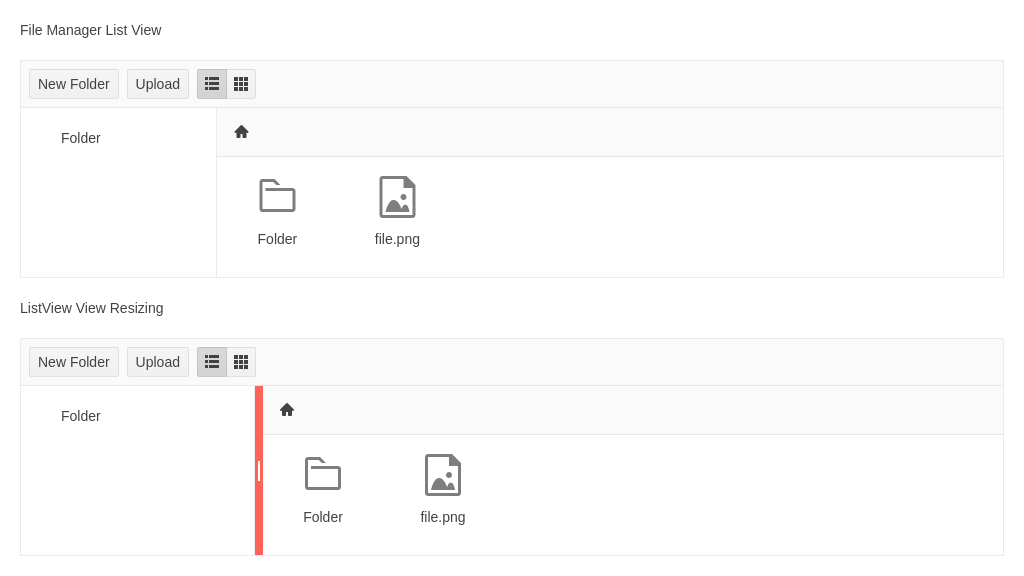 File Manager List View
New Folder Upload
Folder
Folder file.png
ListView View Resizing
New Folder Upload
Folder
Folder file.png